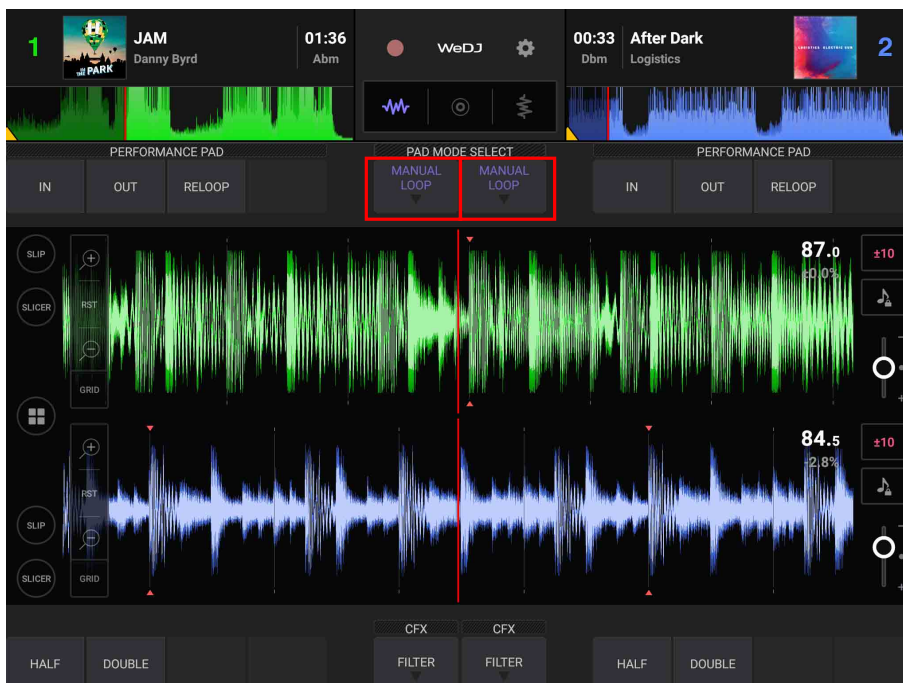 1
IN THE PARK
JAM
Danny Byrd
01:36
Abm
WeDJ
00:33
Dbm
After Dark
Logistics
2
PERFORMANCE PAD
PAD MODE SELECT
PERFORMANCE PAD
IN
OUT
RELOOP
MANUAL
LOOP
MANUAL
LOOP
IN
OUT
RELOOP
SLIP
SLICER
RST
GRID
87.0
±0.0%
±10
84.5
-2.8%
±10
RST
SLIP
SLICER
GRID
CFX
CFX
HALF
DOUBLE
FILTER
FILTER
HALF
DOUBLE